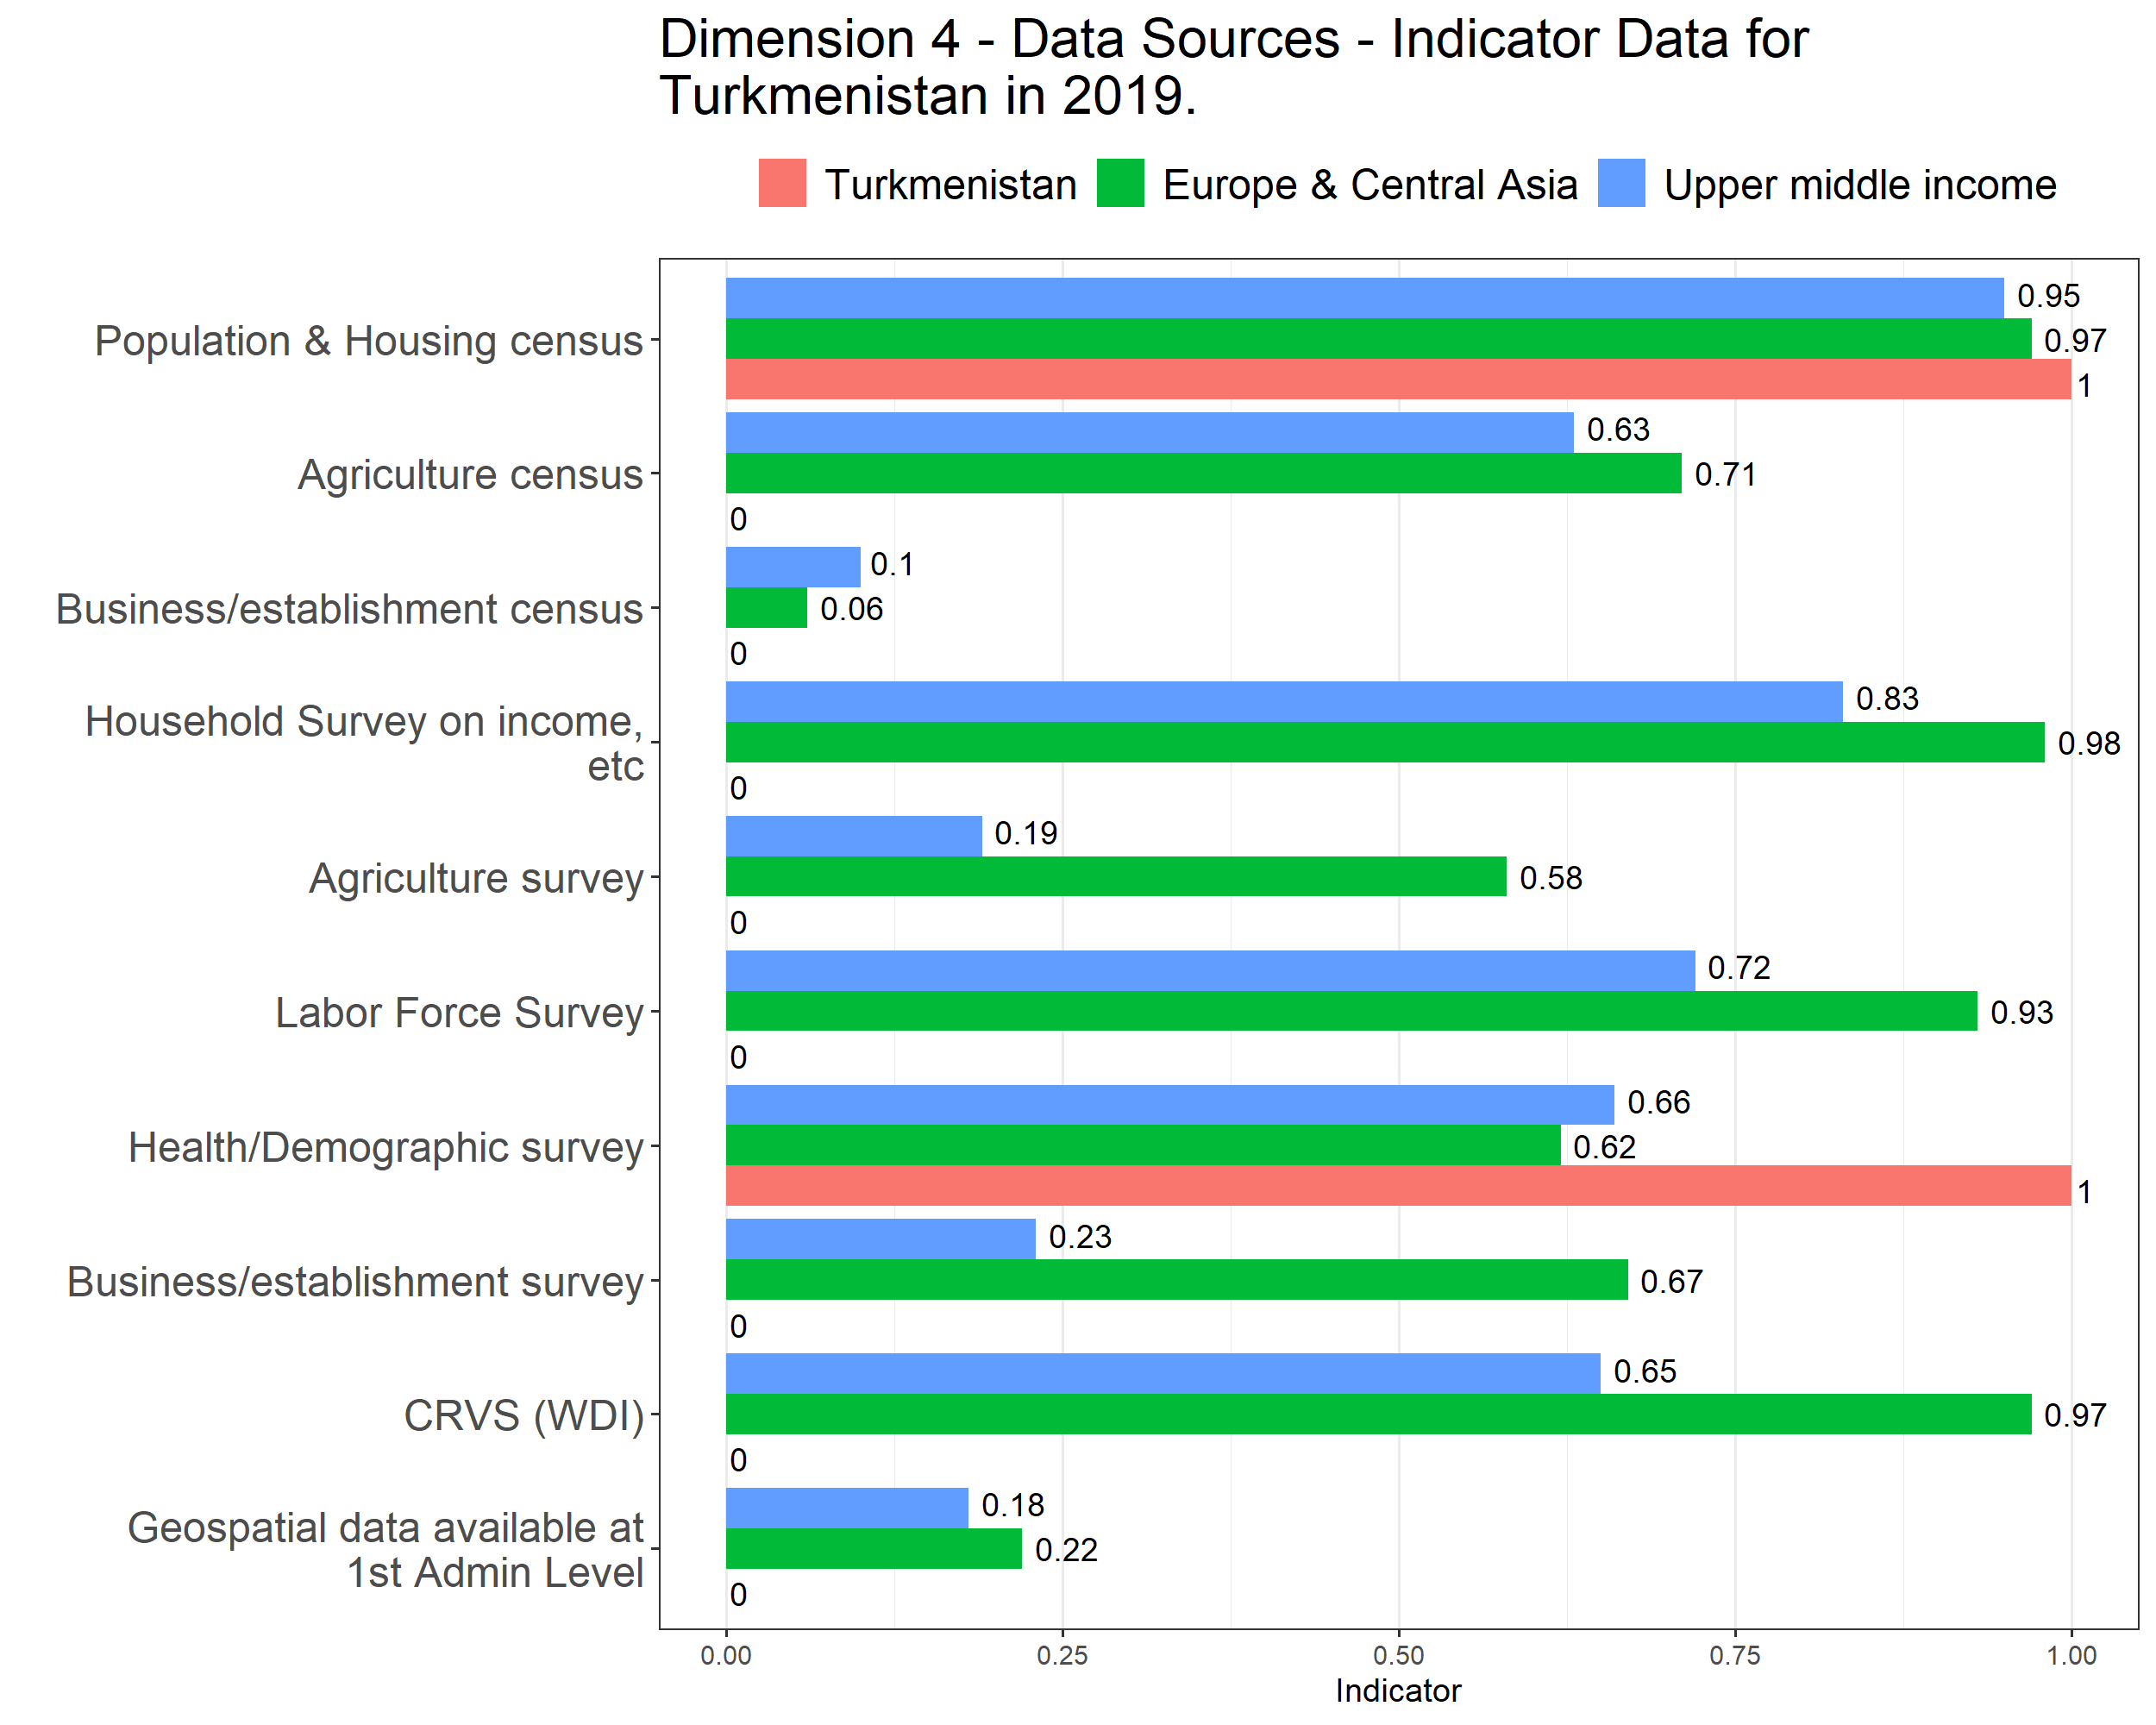 Dimension 4 - Data Sources - Indicator Data for
Turkmenistan in 2019.
Turkmenistan Europe & Central Asia Upper middle income
Population & Housing census
0.95
0.97
1
Agriculture census
0.63
0.71
0
Business/establishment census
0.1
0.06
0
Household Survey on income,
etc
0.83
0.98
0
Agriculture survey
0.19
0.58
0
Labor Force Survey
0.72
0.93
0
Health/Demographic survey
0.66
0.62
1
Business/establishment survey
0.23
0.67
0
CRVS (WDI)
0.65
0.97
0
Geospatial data available at
1st Admin Level
0.18
0.22
0
0.00 0.25 0.50 0.75 1.00
Indicator